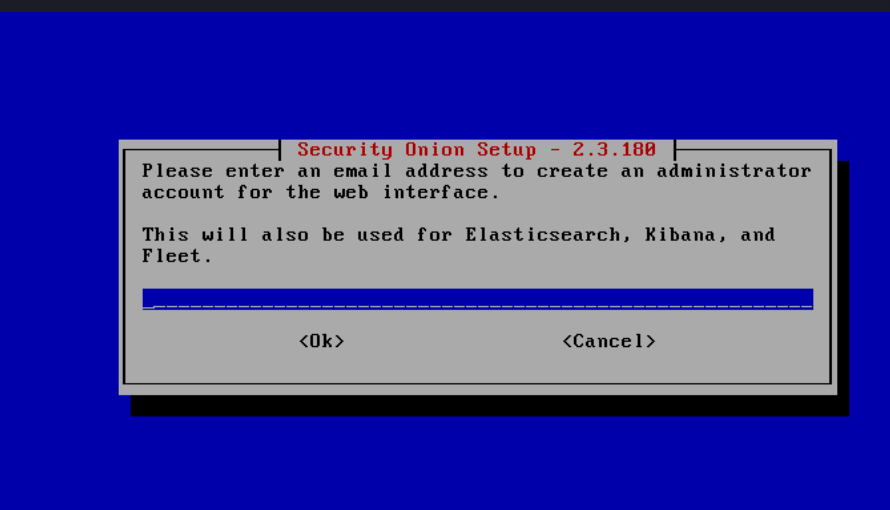 Security Onion Setup - 2.3.180
Please enter an email address to create an administrator
account for the web interface.
This will also be used for Elasticsearch, Kibana, and
Fleet.
<Ok> <Cancel>